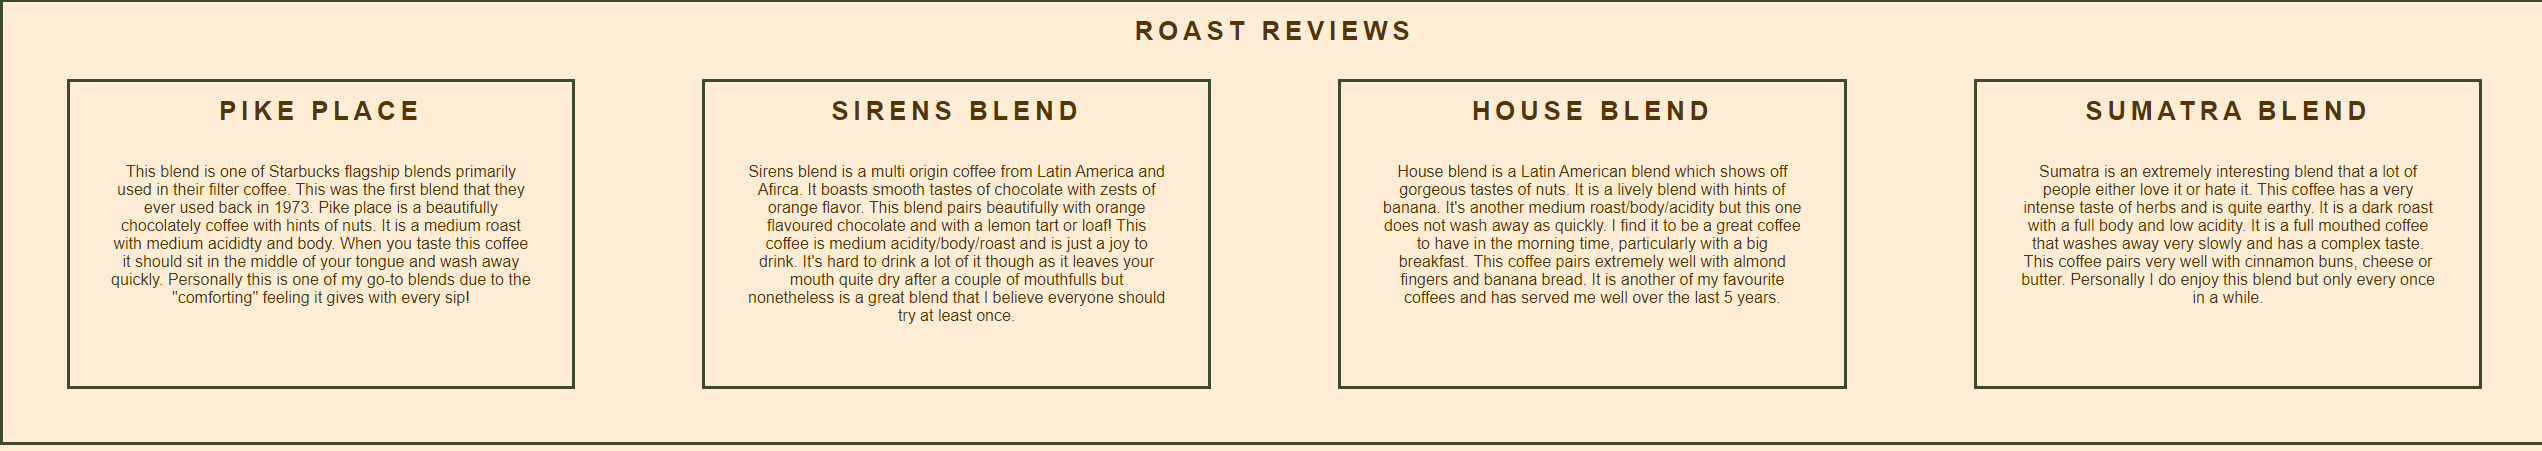 ROAST REVIEWS
PIKE PLACE
This blend is one of Starbucks flagship blends primarily
used in their filter coffee. This was the first blend that they
ever used back in 1973. Pike place is a beautifully
chocolately coffee with hints of nuts. It is a medium roast
with medium acididty and body. When you taste this coffee
it should sit in the middle of your tongue and wash away
quickly. Personally this is one of my go-to blends due to the
"comforting" feeling it gives with every sip!
SIRENS BLEND
Sirens blend is a multi origin coffee from Latin America and
Afirca. It boasts smooth tastes of chocolate with zests of
orange flavor. This blend pairs beautifully with orange
flavoured chocolate and with a lemon tart or loaf! This
coffee is medium acidity/body/roast and is just a joy to
drink. It's hard to drink a lot of it though as it leaves your
mouth quite dry after a couple of mouthfulls but
nonetheless is a great blend that I believe everyone should
try at least once.
HOUSE BLEND
House blend is a Latin American blend which shows off
gorgeous tastes of nuts. It is a lively blend with hints of
banana. It's another medium roast/body/acidity but this one
does not wash away as quickly. I find it to be a great coffee
to have in the morning time, particularly with a big
breakfast. This coffee pairs extremely well with almond
fingers and banana bread. It is another of my favourite
coffees and has served me well over the last 5 years.
SUMATRA BLEND
Sumatra is an extremely interesting blend that a lot of
people either love it or hate it. This coffee has a very
intense taste of herbs and is quite earthy. It is a dark roast
with a full body and low acidity. It is a full mouthed coffee
that washes away very slowly and has a complex taste.
This coffee pairs very well with cinnamon buns, cheese or
butter. Personally I do enjoy this blend but only every once
in a while.